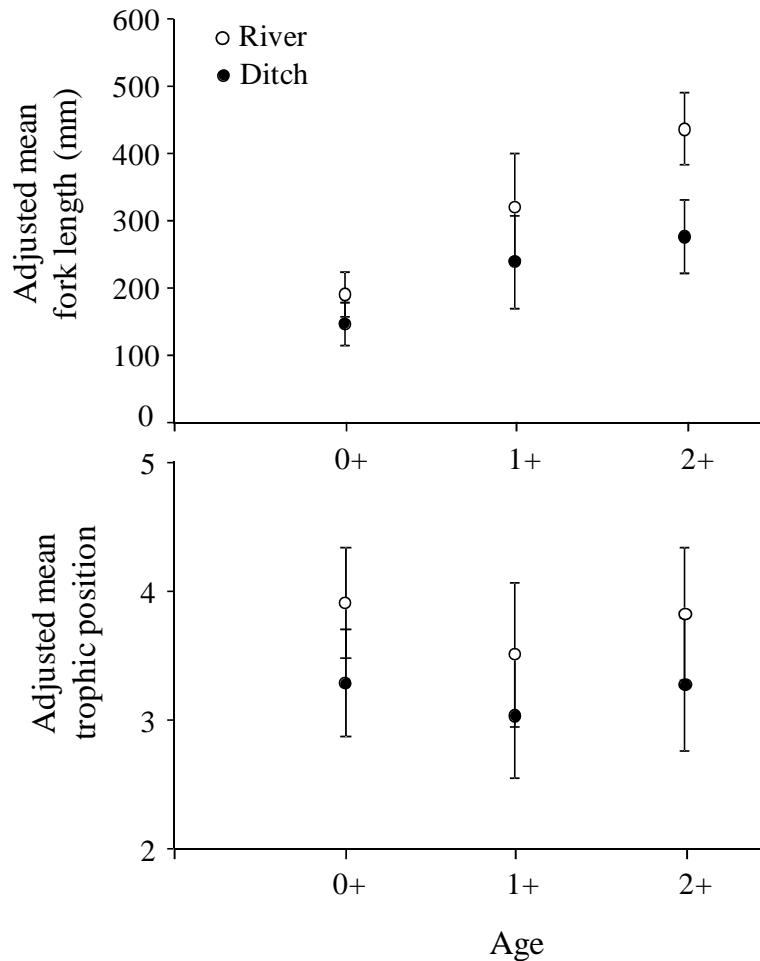 600
500
400
300
200
100
0
Adjusted mean
fork length (mm)
River
Ditch
0+ 1+ 2+
5
4
3
2
Adjusted mean
trophic position
0+ 1+ 2+
Age